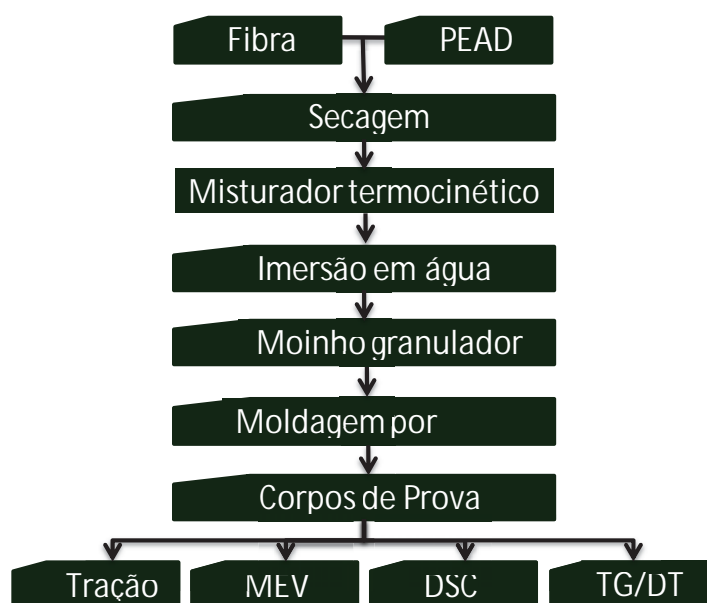 Fibra
PEAD
Secagem
Misturador termocinético
Imersão em água
Moinho granulador
Moldagem por
Corpos de Prova
Tração
MEV
DSC
TG/DT